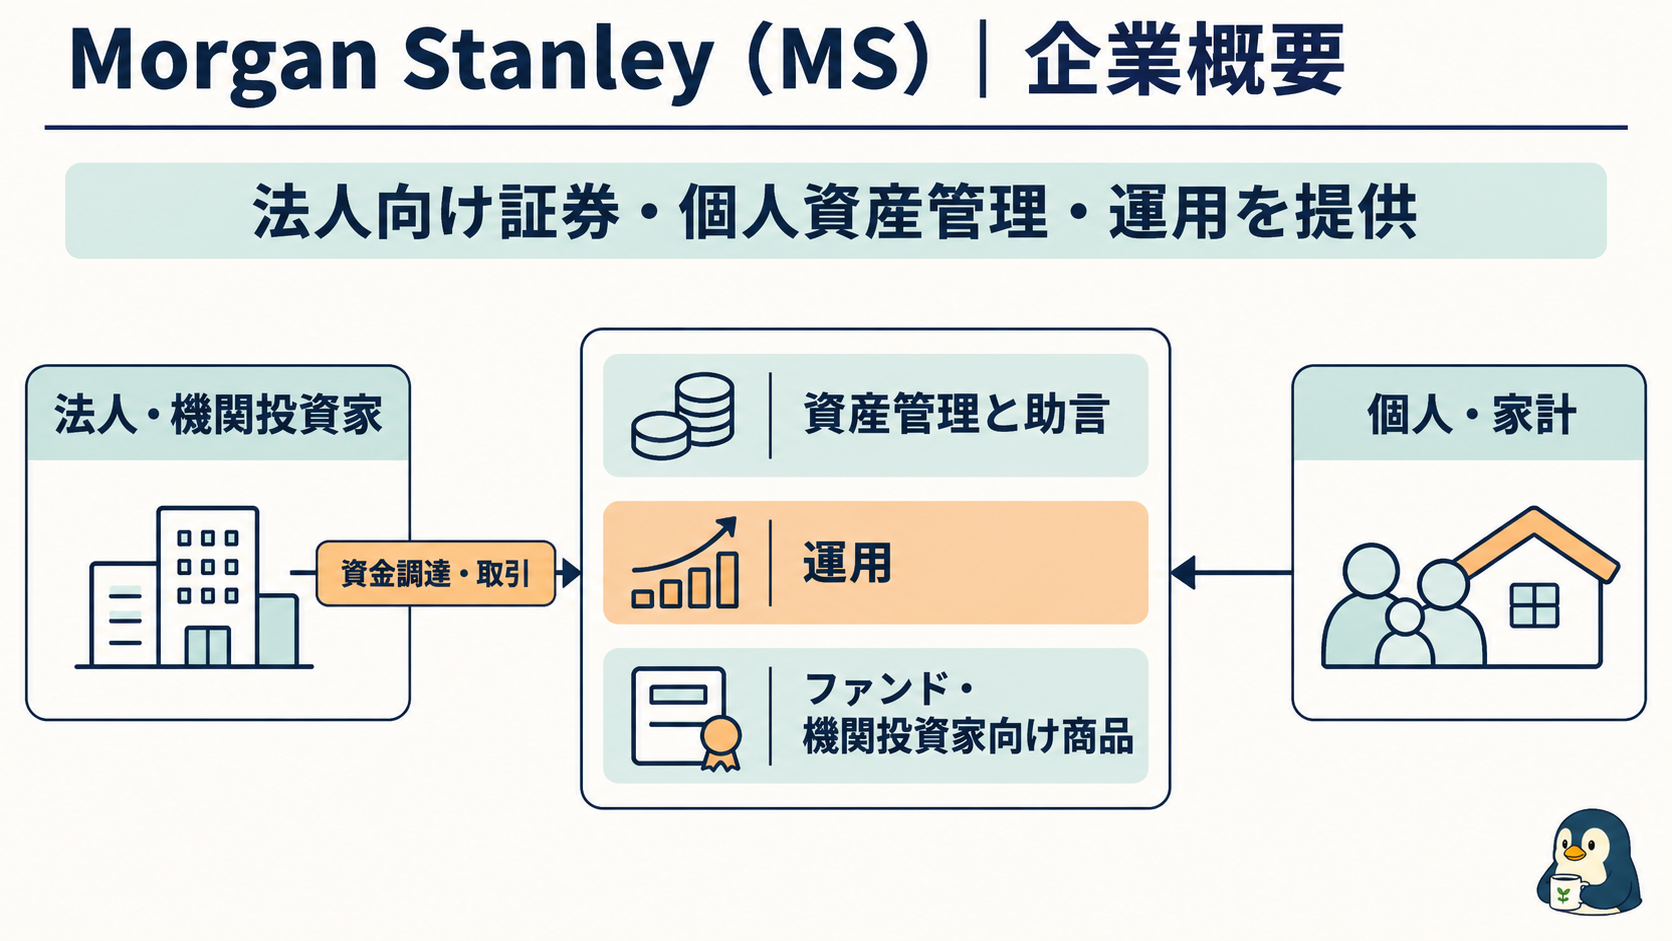 Morgan Stanley（MS）｜企業概要
法人向け証券・個人資産管理・運用を提供
法人・機関投資家
資金調達・取引
資産管理と助言
運用
ファンド・
機関投資家向け商品
個人・家計